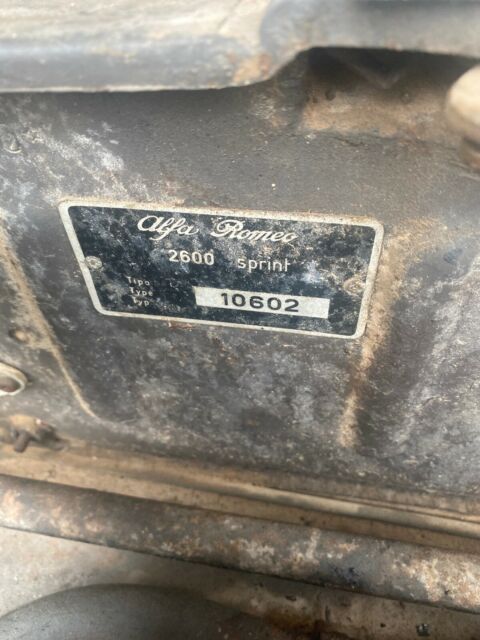 Alfa Romeo
2600 sprint
Tipo
Type
Typ
10602